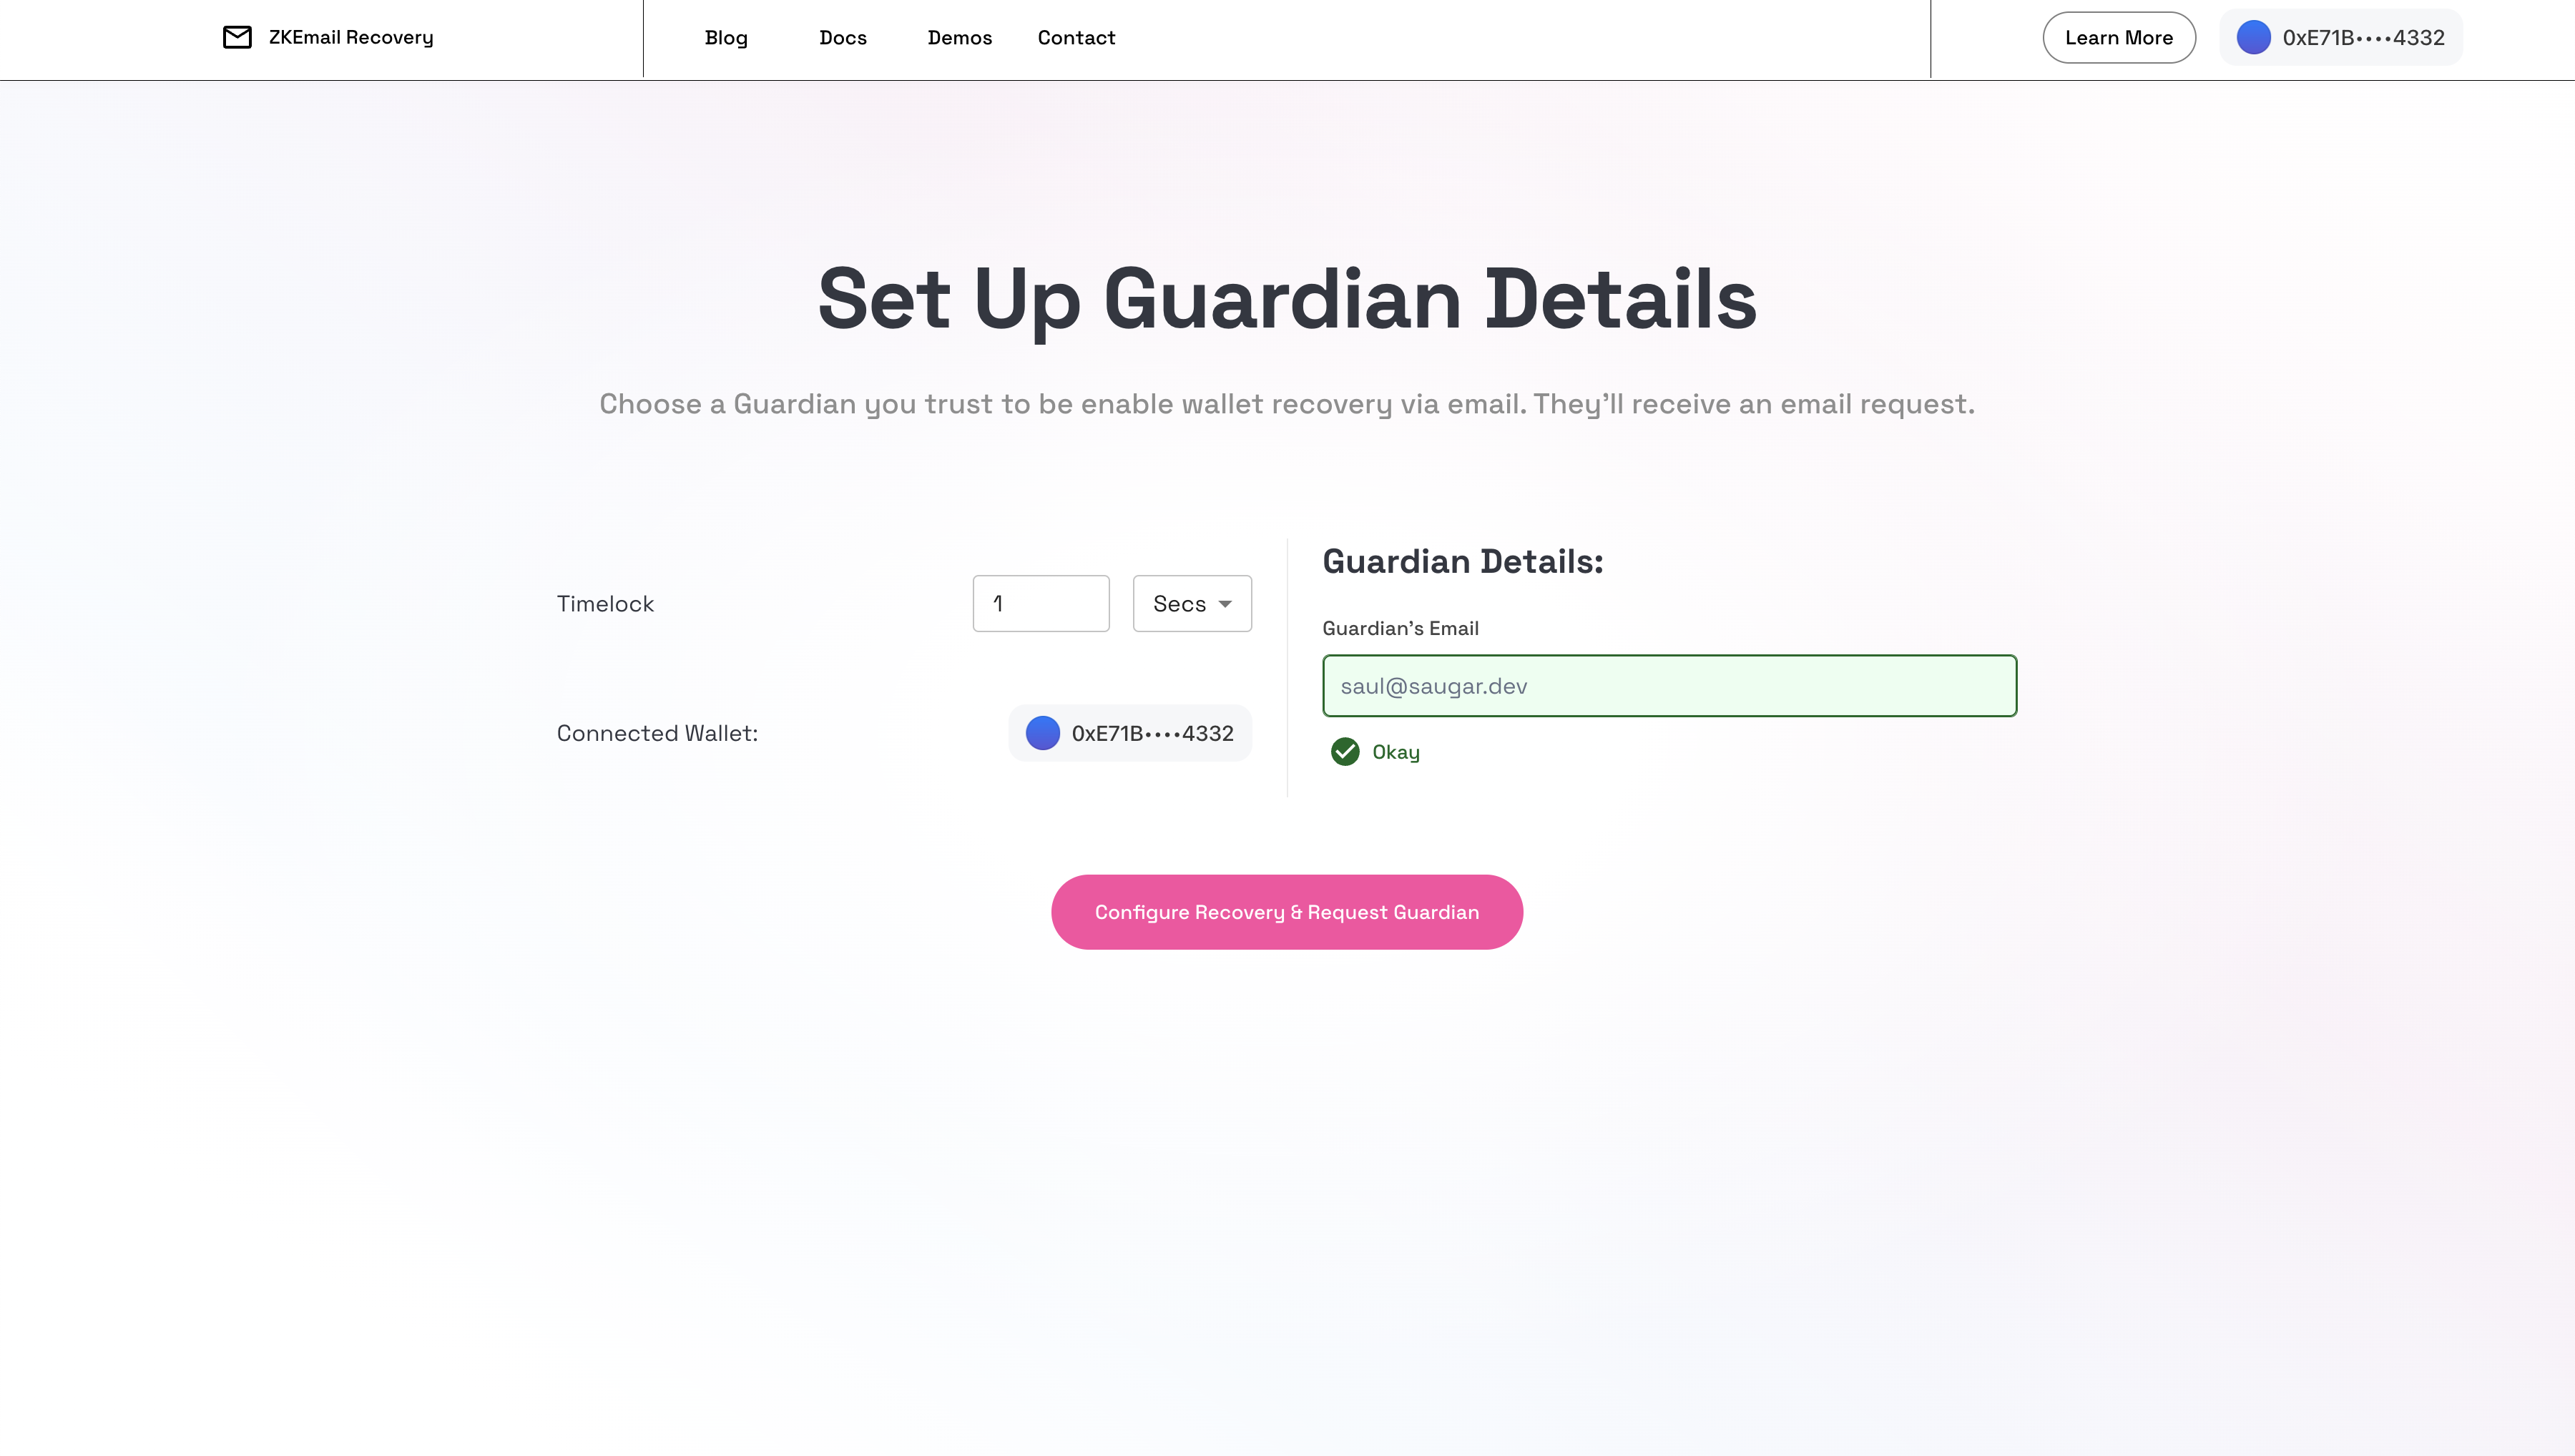 ZKEmail Recovery
Blog Docs Demos Contact
Learn More
0xE71B••••4332
Set Up Guardian Details
Choose a Guardian you trust to be enable wallet recovery via email. They’ll receive an email request.
Timelock
1
Secs
Connected Wallet:
0xE71B••••4332
Guardian Details:
Guardian’s Email
saul@saugar.dev
Okay
Configure Recovery & Request Guardian